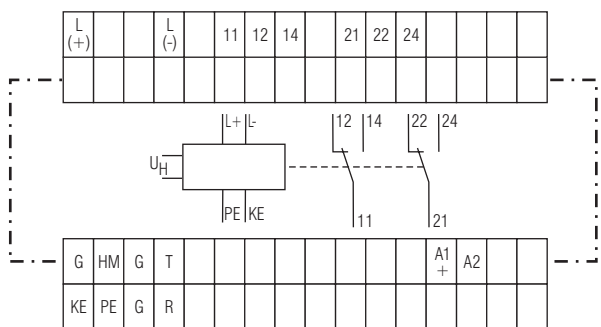 L (+) L (-) 11 12 14 21 22 24
L+ L- 12 14 22 24
UH
PE KE 11 21
G HM G T A1 + A2
KE PE G R